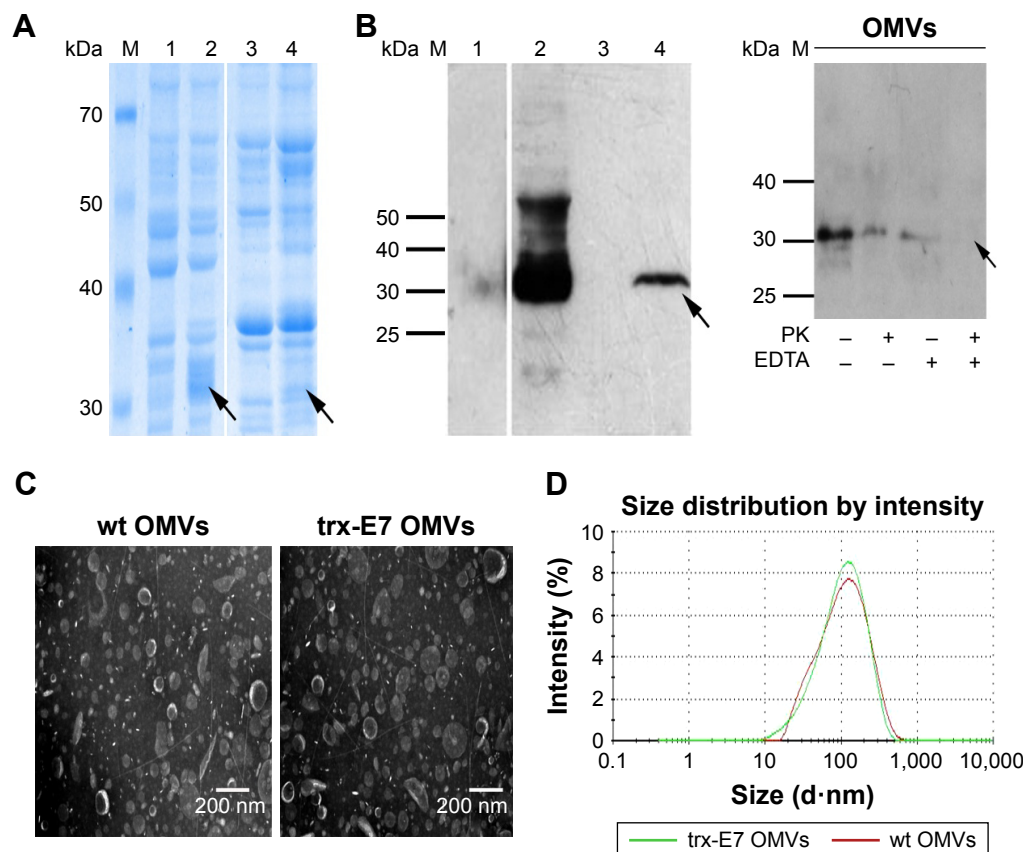 A
kDa M 1 2 3 4
70
50
40
30
B
kDa M 1 2 3 4
50
40
30
25
OMVs
kDa M
40
30
25
PK – + – +
EDTA – – + +
C
wt OMVs
trx-E7 OMVs
200 nm
200 nm
D
Size distribution by intensity
Intensity (%)
10
8
6
4
2
0
0.1 1 10 100 1,000 10,000
Size (d·nm)
trx-E7 OMVs wt OMVs